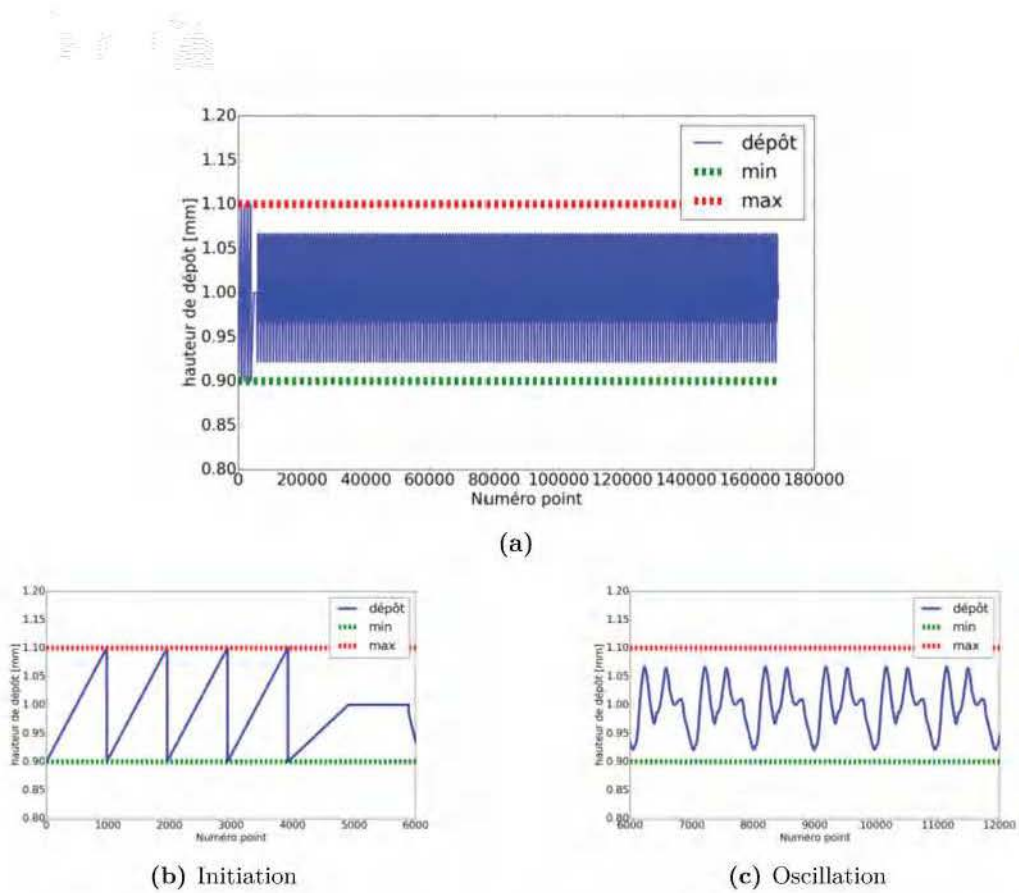 1.20
1.15
1.10
1.05
1.00
0.95
0.90
0.85
0.80
hauteur de dépôt [mm]
dépôt
min
max
0 20000 40000 60000 80000 100000 120000 140000 160000 180000
Numéro point
(a)
1.20
1.15
1.10
1.05
1.00
0.95
0.90
0.85
0.80
hauteur de dépôt [mm]
dépôt
min
max
0 1000 2000 3000 4000 5000 6000
Numéro point
(b) Initiation
1.20
1.15
1.10
1.05
1.00
0.95
0.90
0.85
0.80
hauteur de dépôt [mm]
dépôt
min
max
6000 7000 8000 9000 10000 11000 12000
Numéro point
(c) Oscillation